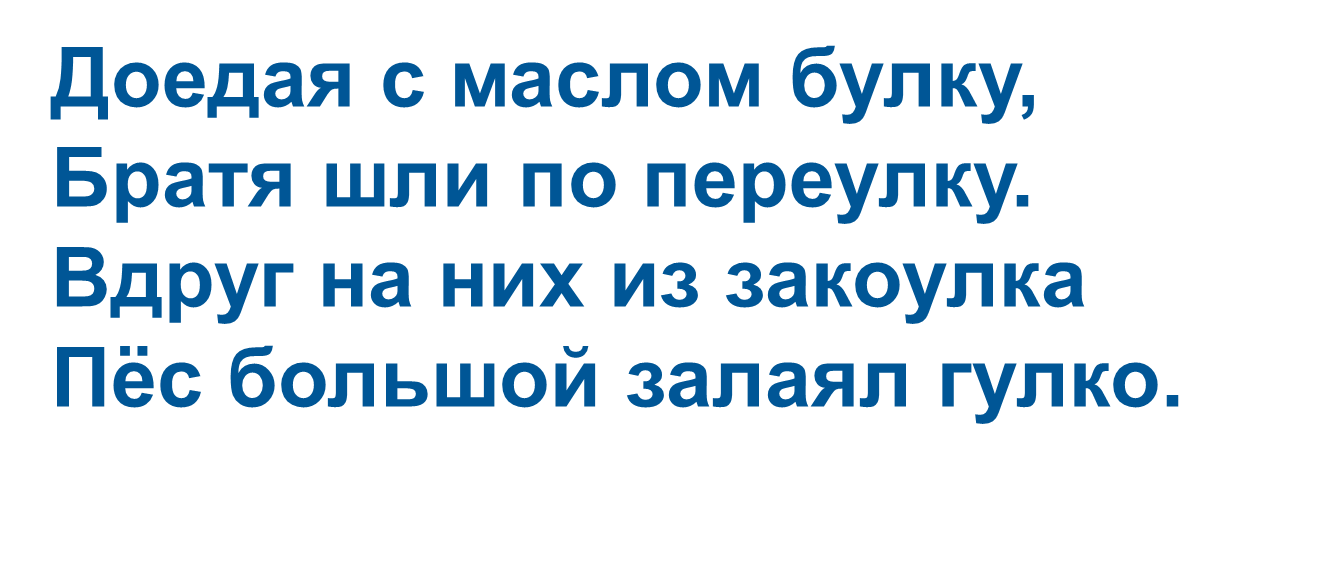 Доедая с маслом булку,
Братя шли по переулку.
Вдруг на них из закоулка
Пёс большой залаял гулко.